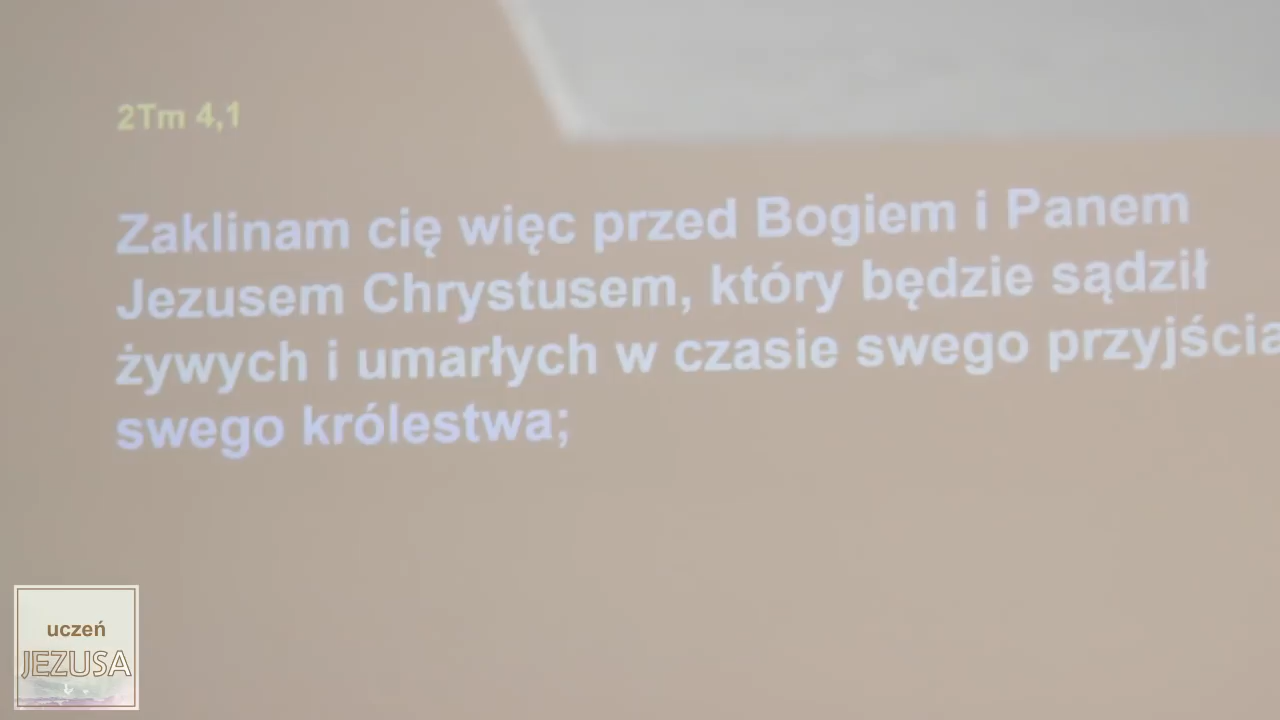 2Tm 4,1
Zaklinam cię więc przed Bogiem i Panem
Jezusem Chrystusem, który będzie sądził
żywych i umarłych w czasie swego przyjścia
swego królestwa;
uczeń
JEZUSA